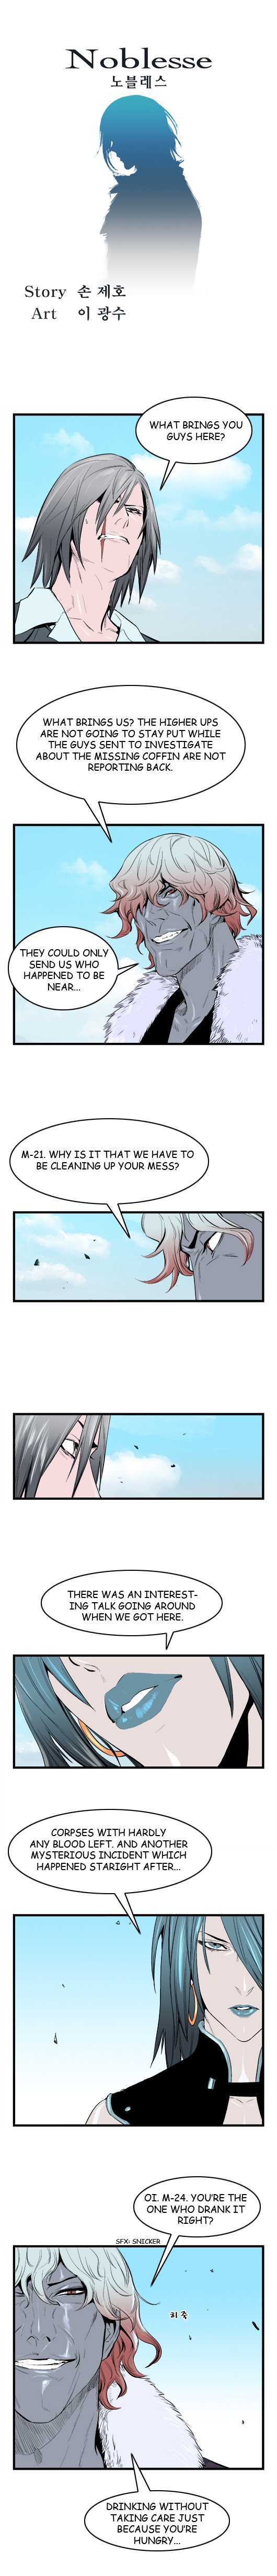 Noblesse
노블레스
Story 손 제호
Art 이 광수
WHAT BRINGS YOU
GUYS HERE?
WHAT BRINGS US? THE HIGHER UPS
ARE NOT GOING TO STAY PUT WHILE
THE GUYS SENT TO INVESTIGATE
ABOUT THE MISSING COFFIN ARE NOT
REPORTING BACK.
THEY COULD ONLY
SEND US WHO
HAPPENED TO BE
NEAR...
M-21. WHY IS IT THAT WE HAVE TO
BE CLEANING UP YOUR MESS?
THERE WAS AN INTEREST-
ING TALK GOING AROUND
WHEN WE GOT HERE.
CORPSES WITH HARDLY
ANY BLOOD LEFT. AND ANOTHER
MYSTERIOUS INCIDENT WHICH
HAPPENED STARIGHT AFTER...
OI. M-24. YOU'RE THE
ONE WHO DRANK IT
RIGHT?
SFX: SNICKER
히죽
DRINKING WITHOUT
TAKING CARE JUST
BECAUSE YOU'RE
HUNGRY...